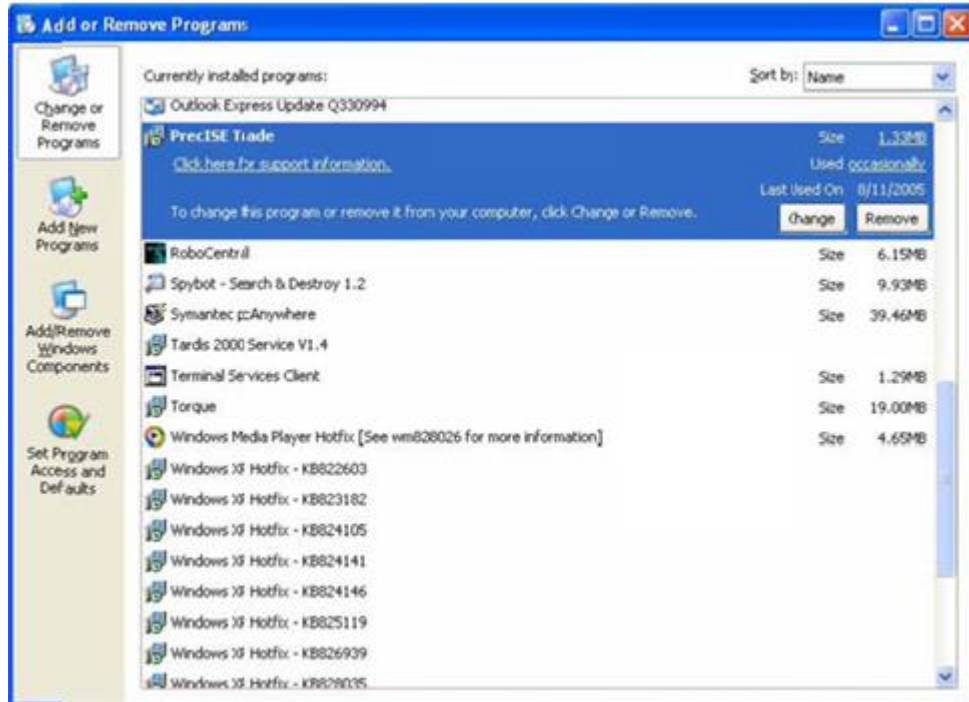 Add or Remove Programs
Change or
Remove
Programs
Add New
Programs
Add/Remove
Windows
Components
Set Program
Access and
Defaults
Currently installed programs: Sort by: Name
Outlook Express Update Q330994
PrecISE Trade Size 1.33MB
Click here for support information. Used occasionally
Last Used On 8/11/2005
To change this program or remove it from your computer, click Change or Remove. Change Remove
RoboCentral Size 6.15MB
Spybot - Search & Destroy 1.2 Size 9.93MB
Symantec pcAnywhere Size 39.46MB
Tardis 2000 Service V1.4
Terminal Services Client Size 1.29MB
Torque Size 19.00MB
Windows Media Player Hotfix [See wm828026 for more information] Size 4.65MB
Windows XP Hotfix - KB822603
Windows XP Hotfix - KB823182
Windows XP Hotfix - KB824105
Windows XP Hotfix - KB824141
Windows XP Hotfix - KB824146
Windows XP Hotfix - KB825119
Windows XP Hotfix - KB826939
Windows XP Hotfix - KB828035